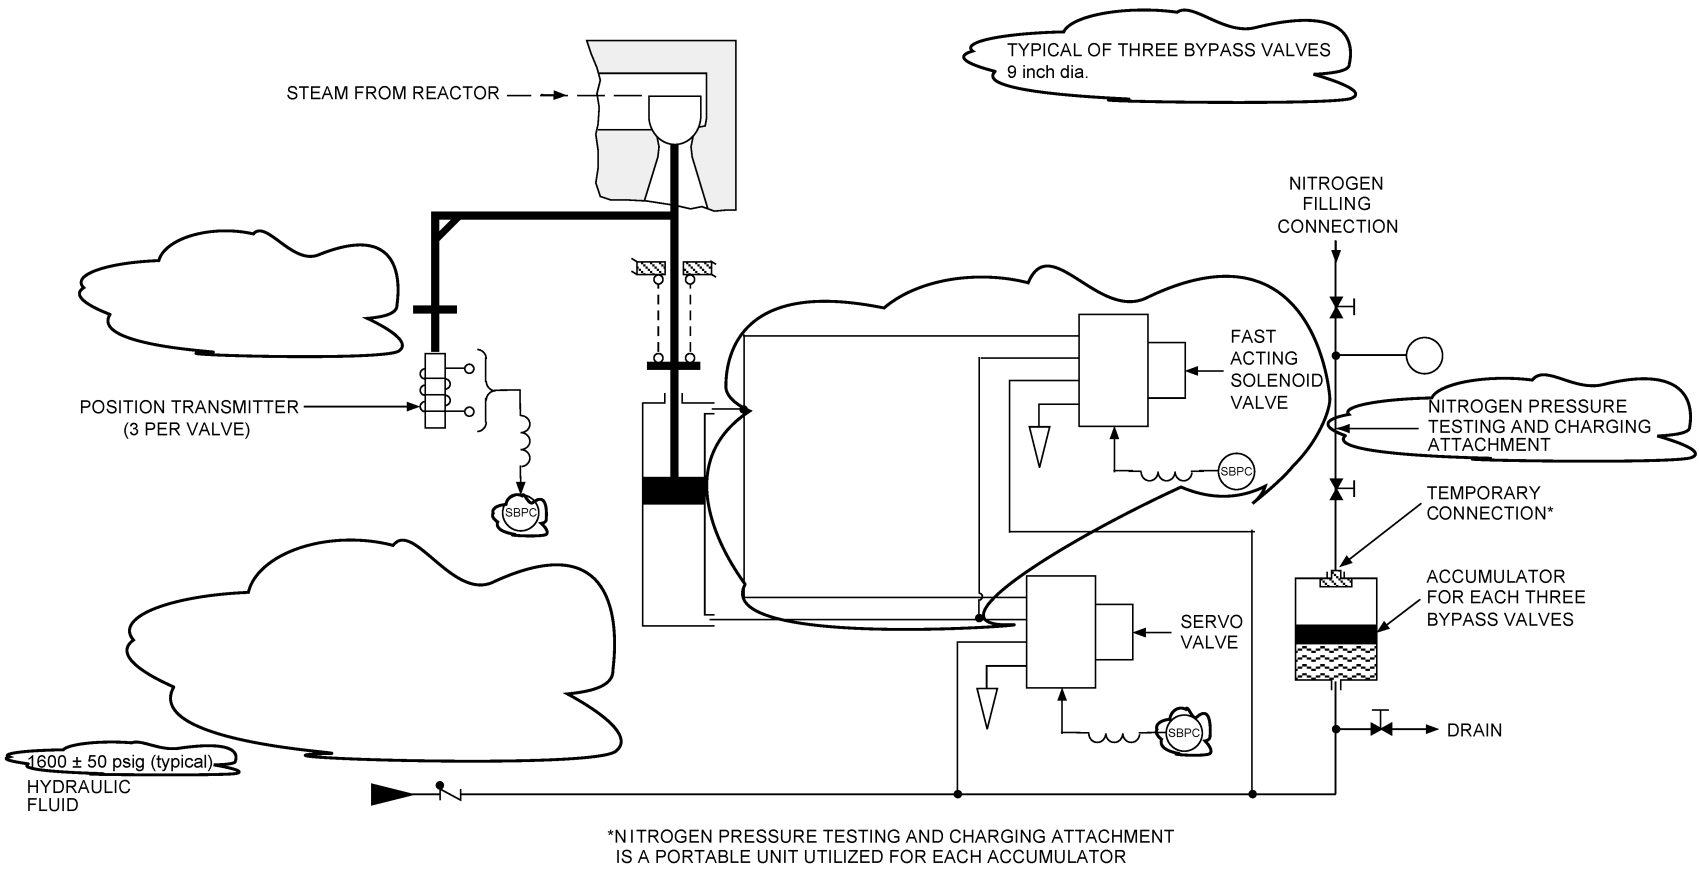 TYPICAL OF THREE BYPASS VALVES
9 inch dia.
STEAM FROM REACTOR
NITROGEN
FILLING
CONNECTION
FAST
ACTING
SOLENOID
VALVE
POSITION TRANSMITTER
(3 PER VALVE)
NITROGEN PRESSURE
TESTING AND CHARGING
ATTACHMENT
SBPC
SBPC
TEMPORARY
CONNECTION*
ACCUMULATOR
FOR EACH THREE
BYPASS VALVES
SERVO
VALVE
SBPC
DRAIN
1600 ± 50 psig (typical)
HYDRAULIC
FLUID
*NITROGEN PRESSURE TESTING AND CHARGING ATTACHMENT
IS A PORTABLE UNIT UTILIZED FOR EACH ACCUMULATOR